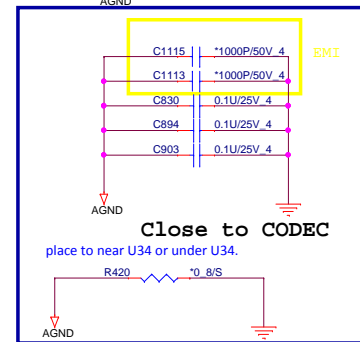 AGND
EMI
C1115 *1000P/50V_4
C1113 *1000P/50V_4
C830 0.1U/25V_4
C894 0.1U/25V_4
C903 0.1U/25V_4
AGND
Close to CODEC
place to near U34 or under U34.
R420 *0_8/S
AGND